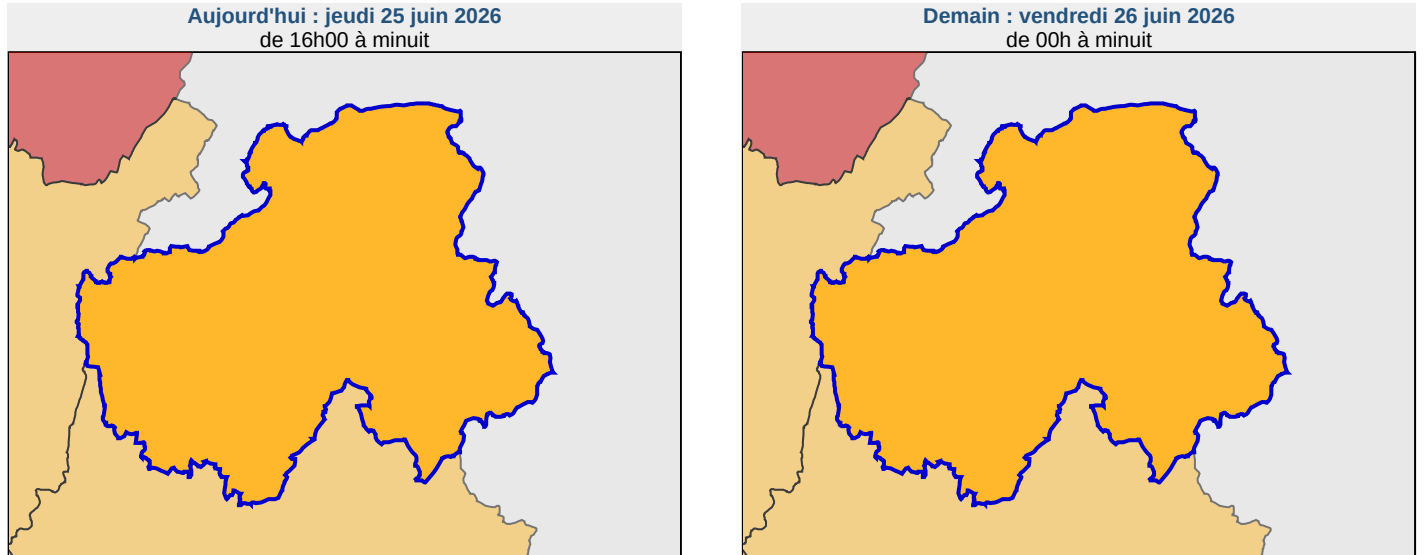 Aujourd'hui : jeudi 25 juin 2026
de 16h00 à minuit
Demain : vendredi 26 juin 2026
de 00h à minuit